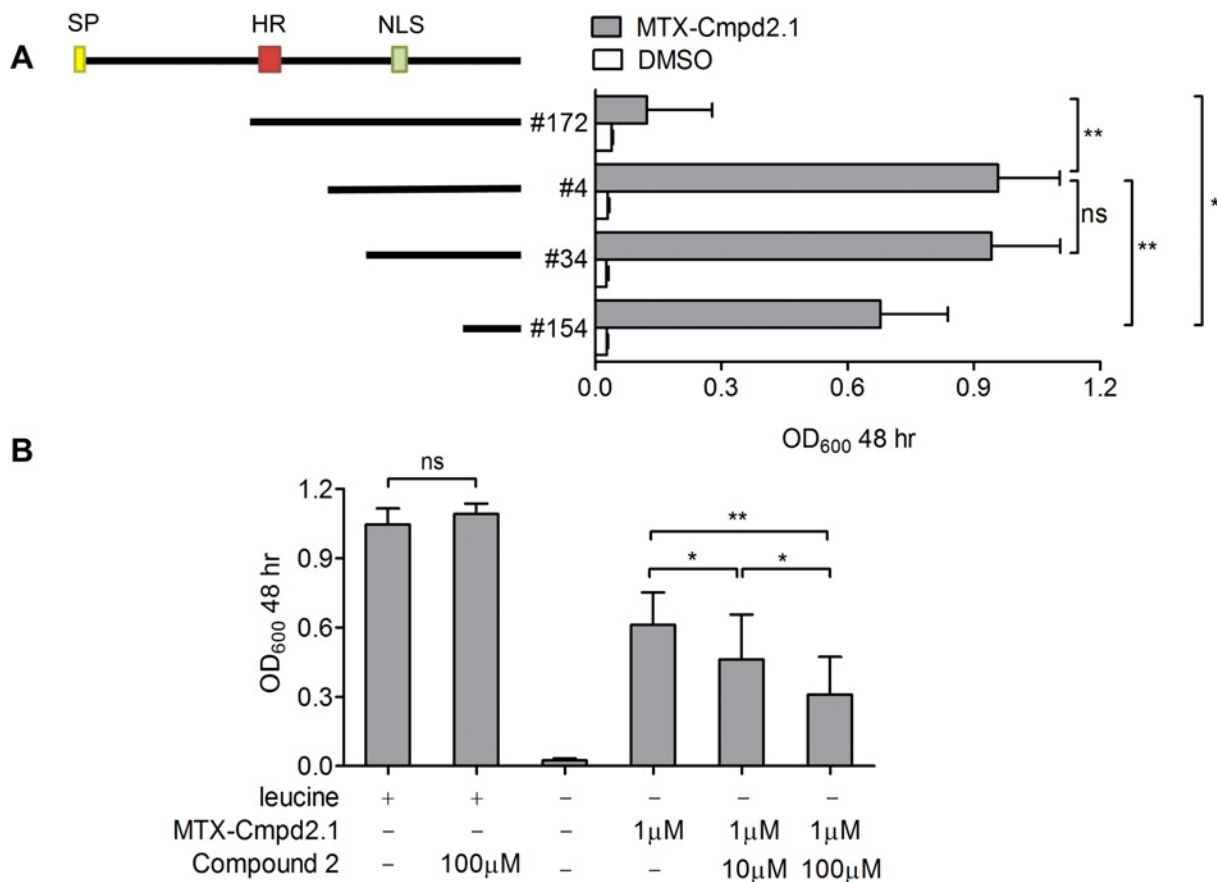 A
SP HR NLS
MTX-Cmpd2.1
DMSO
#172
#4
#34
#154
**
ns
**
*
0.0 0.3 0.6 0.9 1.2
OD600 48 hr
B
OD600 48 hr
1.2
0.9
0.6
0.3
0.0
ns
**
* *
leucine + + – – – –
MTX-Cmpd2.1 – – – 1µM 1µM 1µM
Compound 2 – 100µM – – 10µM 100µM